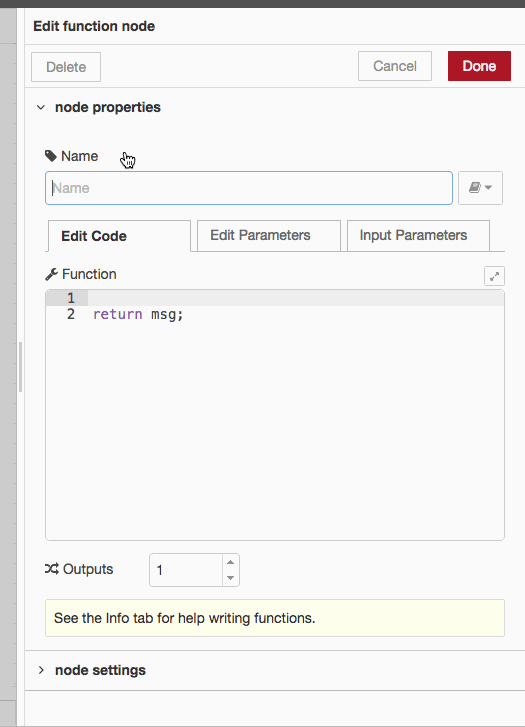 Edit function node
Delete Cancel Done
node properties
Name
Name
Edit Code Edit Parameters Input Parameters
Function
1
2 return msg;
Outputs 1
See the Info tab for help writing functions.
node settings